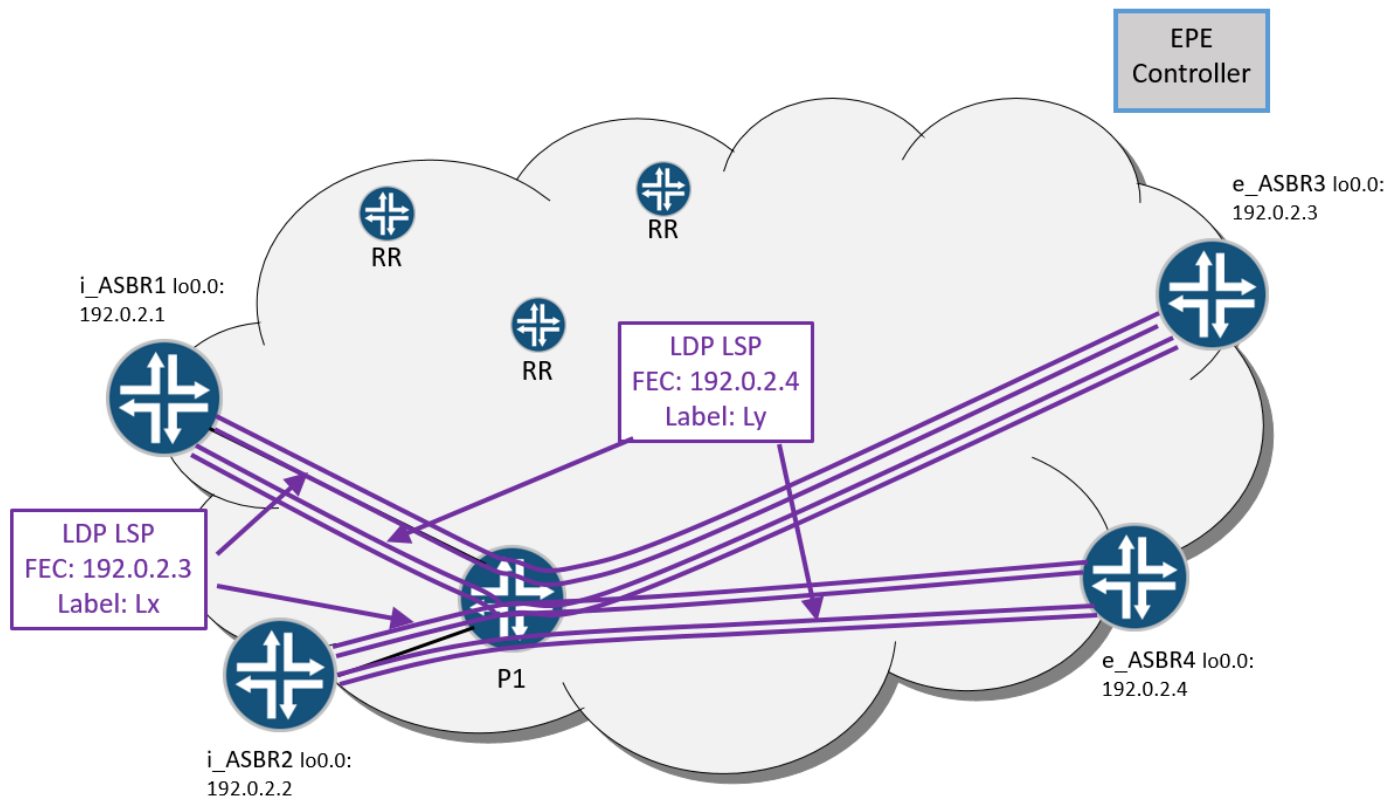 EPE
Controller
e_ASBR3 lo0.0:
192.0.2.3
RR
RR
i_ASBR1 lo0.0:
192.0.2.1
RR
LDP LSP
FEC: 192.0.2.4
Label: Ly
LDP LSP
FEC: 192.0.2.3
Label: Lx
P1
e_ASBR4 lo0.0:
192.0.2.4
i_ASBR2 lo0.0:
192.0.2.2